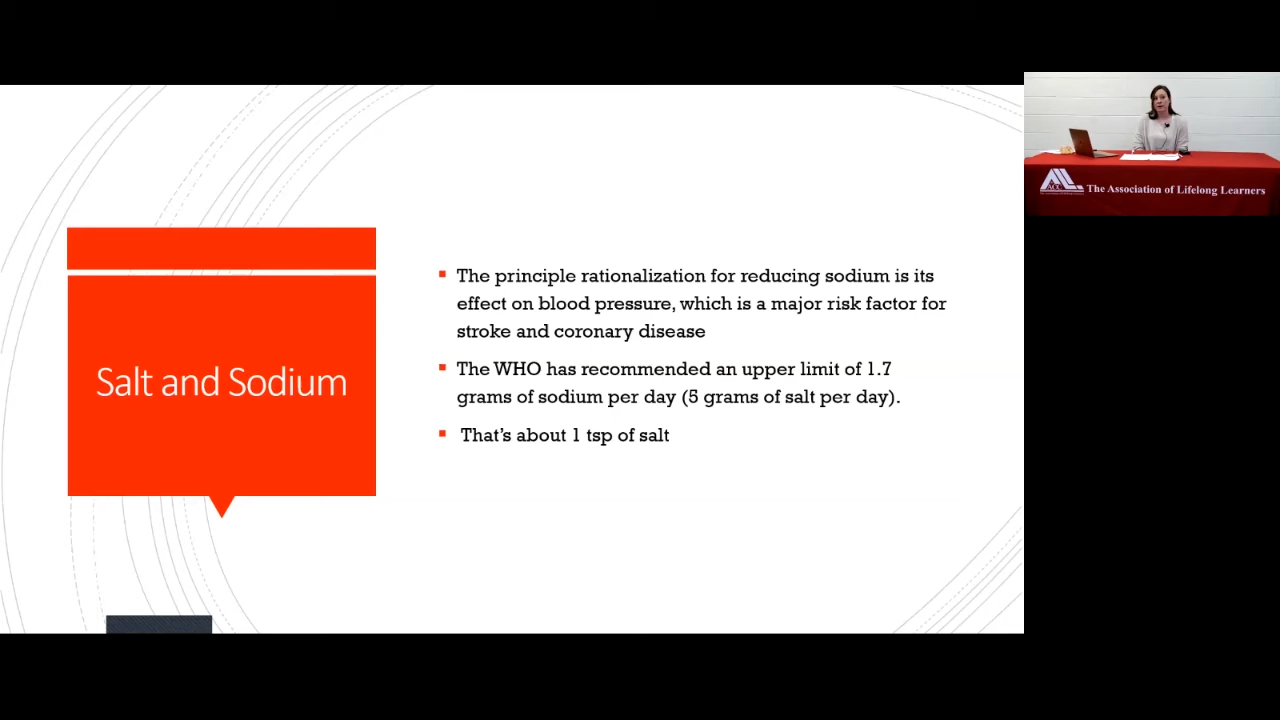 Salt and Sodium
The principle rationalization for reducing sodium is its
effect on blood pressure, which is a major risk factor for
stroke and coronary disease
The WHO has recommended an upper limit of 1.7
grams of sodium per day (5 grams of salt per day).
That's about 1 tsp of salt
ACC
The Association of Lifelong Learners